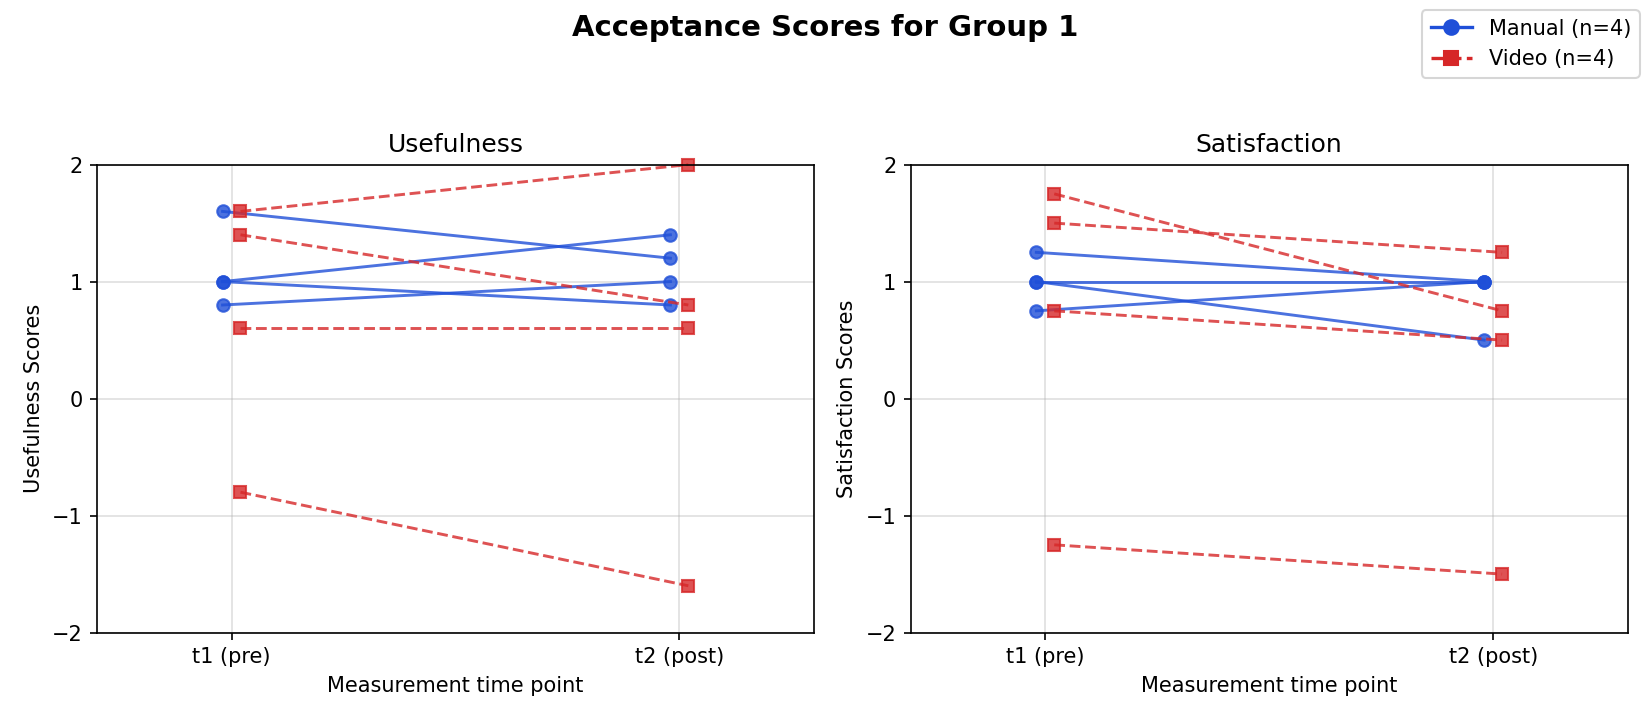 Acceptance Scores for Group 1
Manual (n=4)
Video (n=4)
Usefulness
2
1
0
−1
−2
Usefulness Scores
t1 (pre)
t2 (post)
Measurement time point
Satisfaction
2
1
0
−1
−2
Satisfaction Scores
t1 (pre)
t2 (post)
Measurement time point